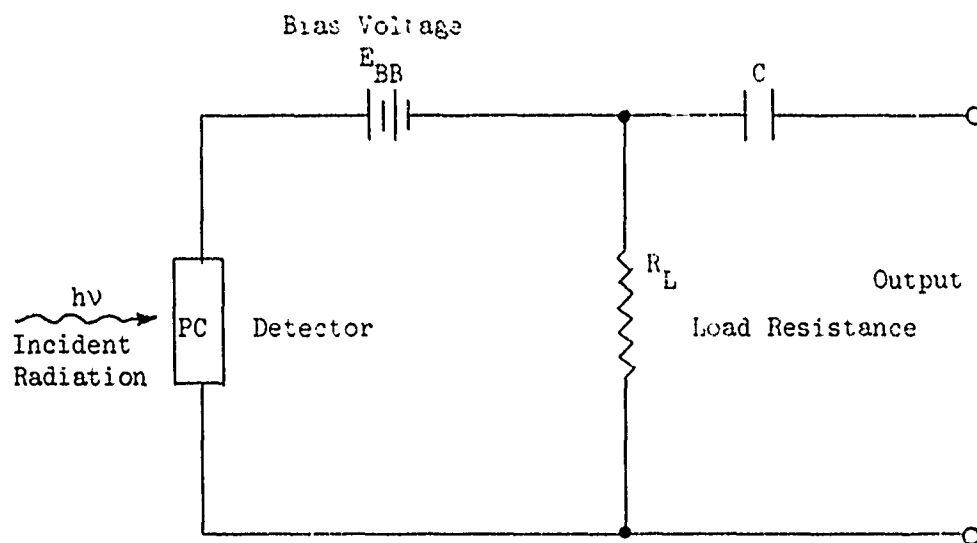 Bias Voltage
E_BB
C
R_L
Output
hν
PC
Detector
Load Resistance
Incident
Radiation